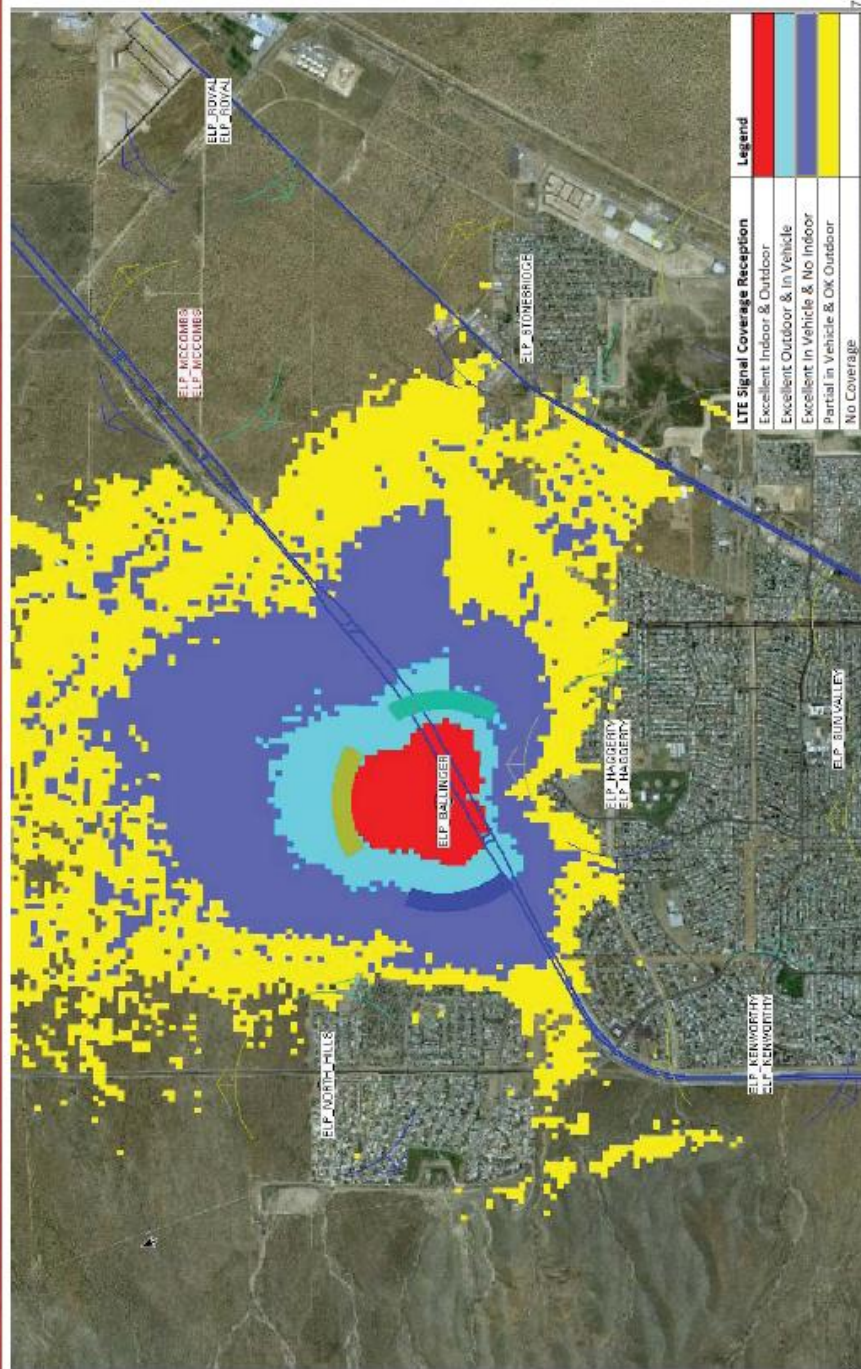 ELP_ROYAL
ELP_ROYAL
ELP_MCCOMBS
ELP_MCCOMBS
ELP_STONEBRIDGE
ELP_BALLINGER
ELP_HAGGERTY
ELP_HAGGERTY
ELP_SUN VALLEY
ELP_NORTH_HILLS
ELP_KENWORTHY
ELP_KENWORTHY
LTE Signal Coverage Reception Legend
Excellent Indoor & Outdoor
Excellent Outdoor & In Vehicle
Excellent In Vehicle & No Indoor
Partial in Vehicle & OK Outdoor
No Coverage
7